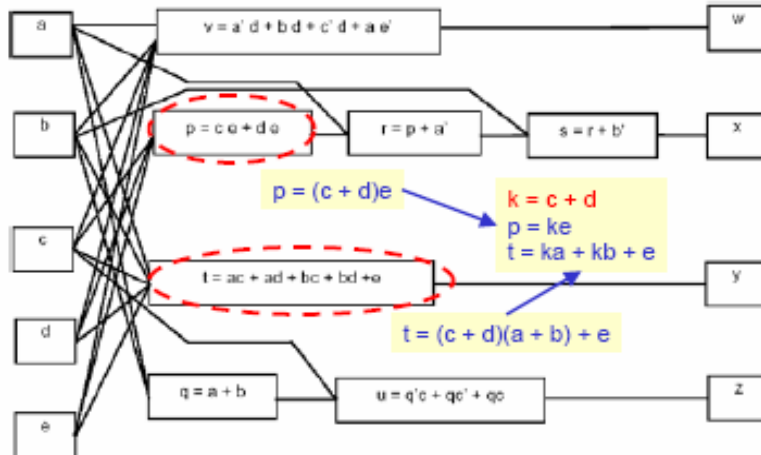 a
v = a' d + b d + c' d + a e'
w
b
p = c e + d e
r = p + a'
s = r + b'
x
p = (c + d)e
k = c + d
p = ke
t = ka + kb + e
c
t = ac + ad + bc + bd +e
y
d
t = (c + d)(a + b) + e
q = a + b
u = q'c + qc' + qc
z
e